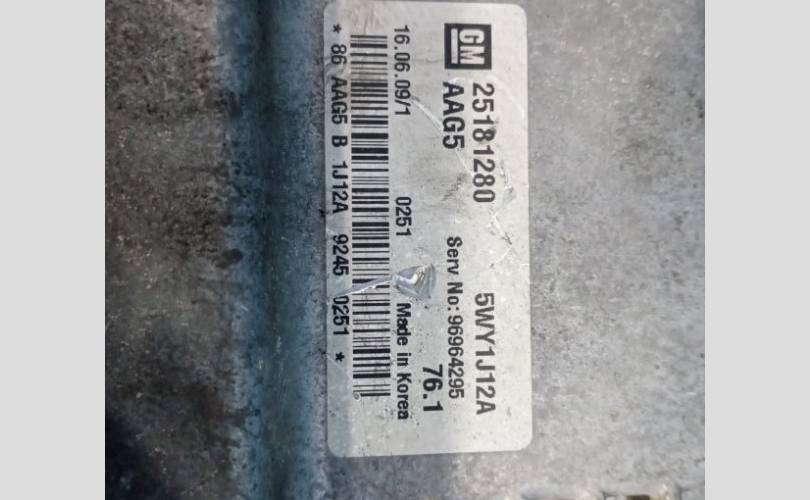 GM 25181280 5WY1J12A
AAG5 Serv No: 96964295
76.1
16.06.09/1 0251 Made in Korea
* 86 AAG5 B 1J12A 9245 0251 *